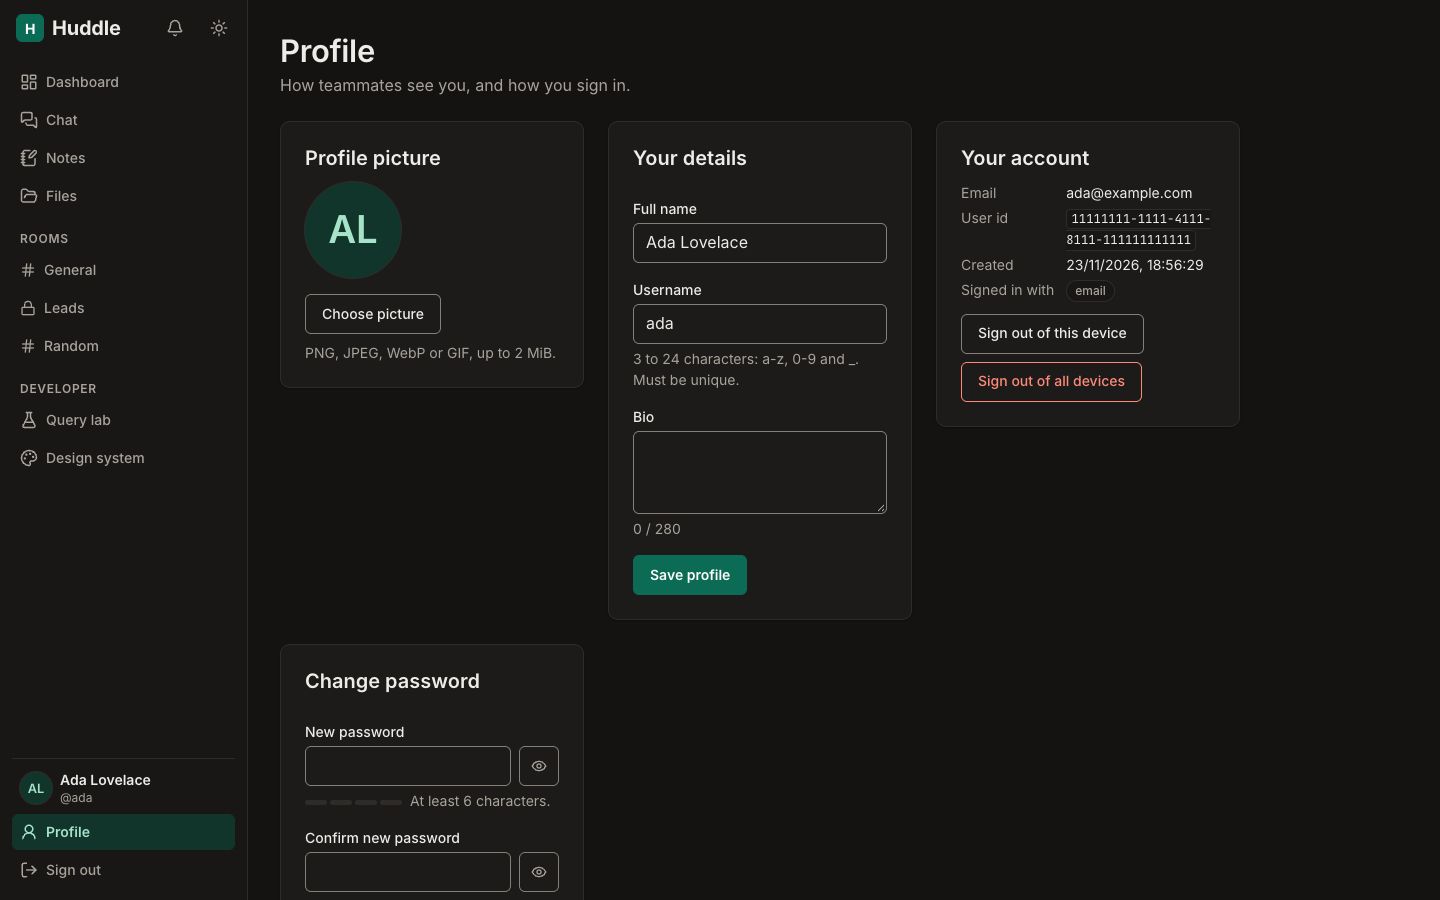 H Huddle
Dashboard
Chat
Notes
Files
ROOMS
General
Leads
Random
DEVELOPER
Query lab
Design system
AL Ada Lovelace
@ada
Profile
Sign out
Profile
How teammates see you, and how you sign in.
Profile picture
AL
Choose picture
PNG, JPEG, WebP or GIF, up to 2 MiB.
Your details
Full name
Ada Lovelace
Username
ada
3 to 24 characters: a-z, 0-9 and _.
Must be unique.
Bio
0 / 280
Save profile
Your account
Email ada@example.com
User id 11111111-1111-4111-
8111-111111111111
Created 23/11/2026, 18:56:29
Signed in with email
Sign out of this device
Sign out of all devices
Change password
New password
At least 6 characters.
Confirm new password